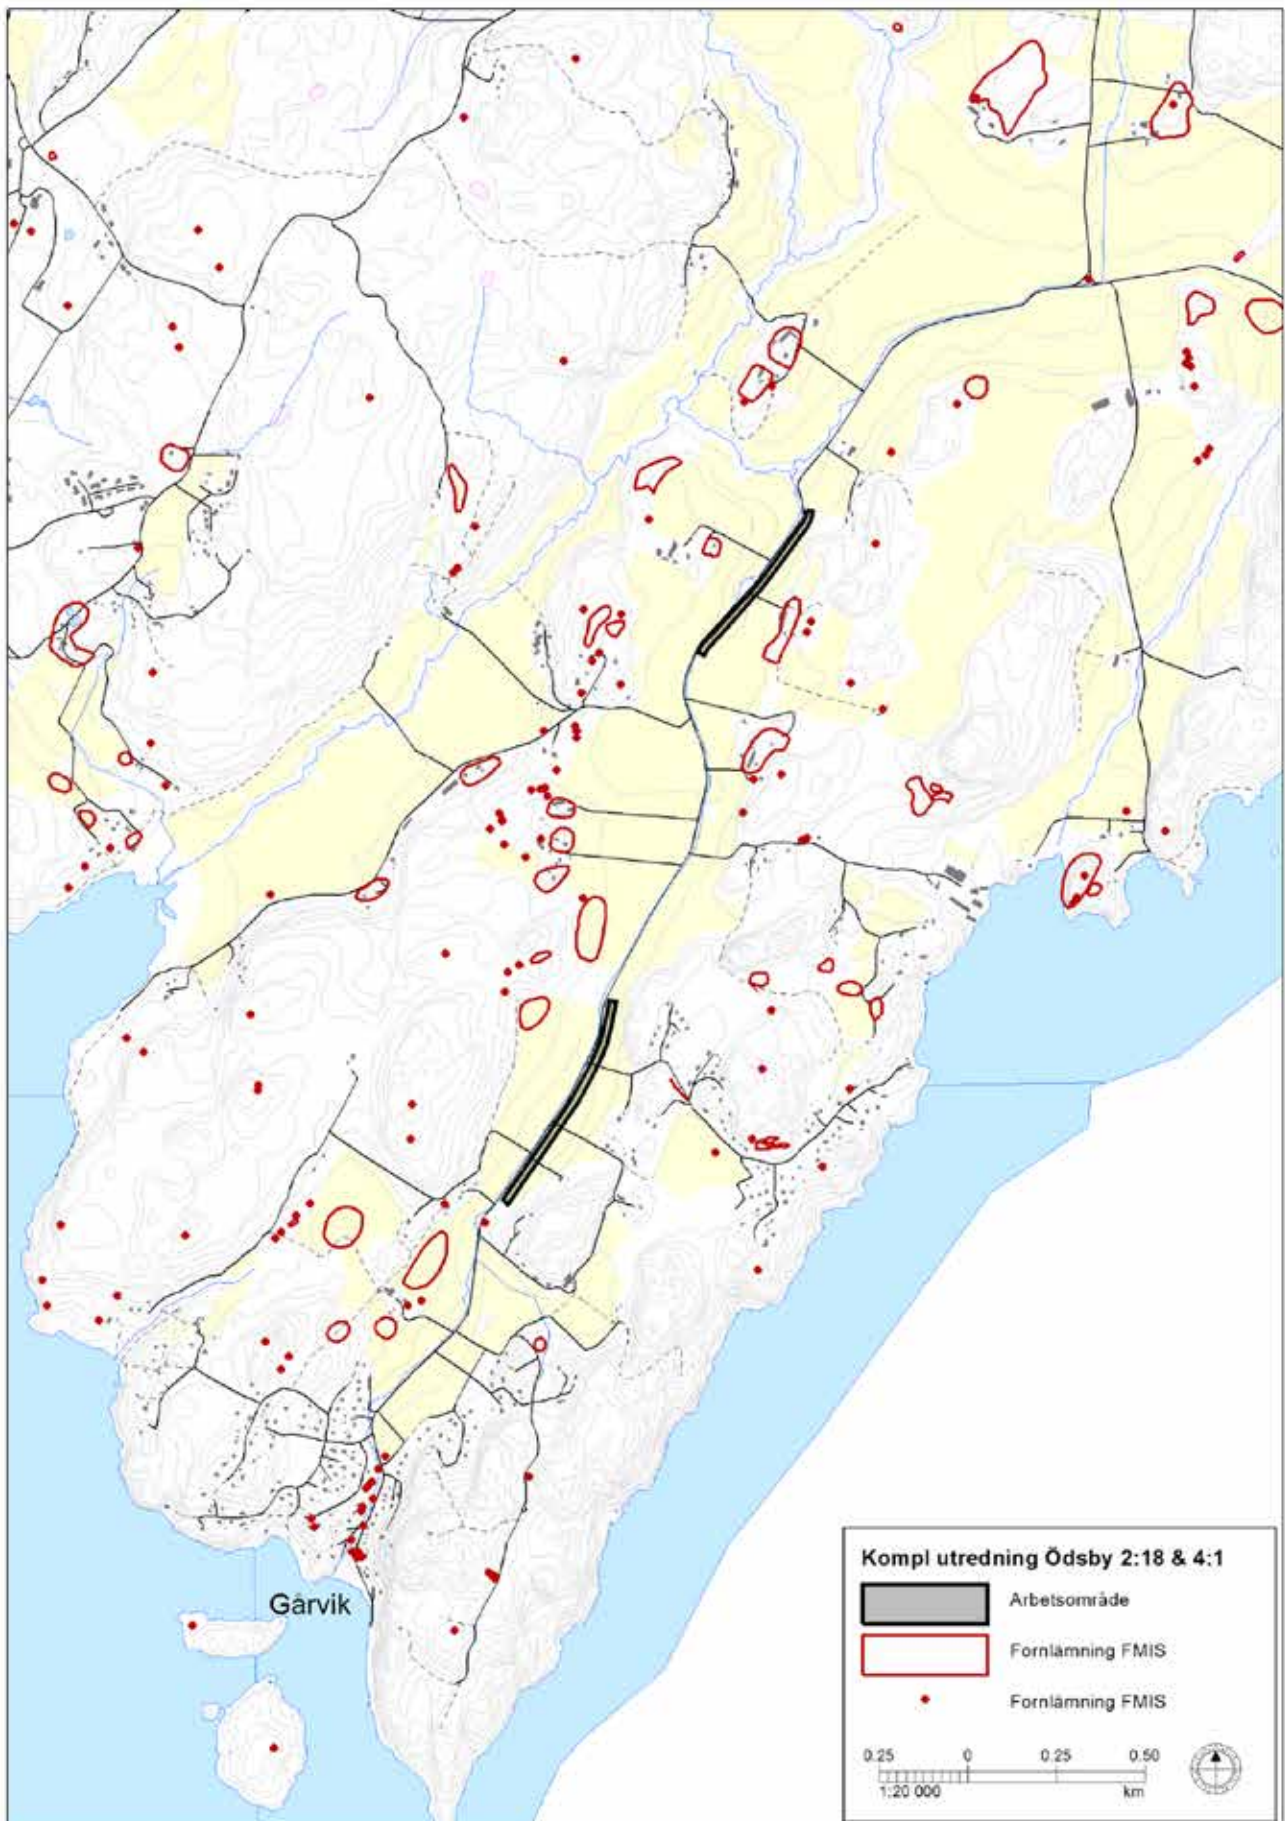 Gårvik
Kompl utredning Ödsby 2:18 & 4:1
Arbetsområde
Fornlämning FMIS
Fornlämning FMIS
0.25 0 0.25 0.50
1:20 000 km